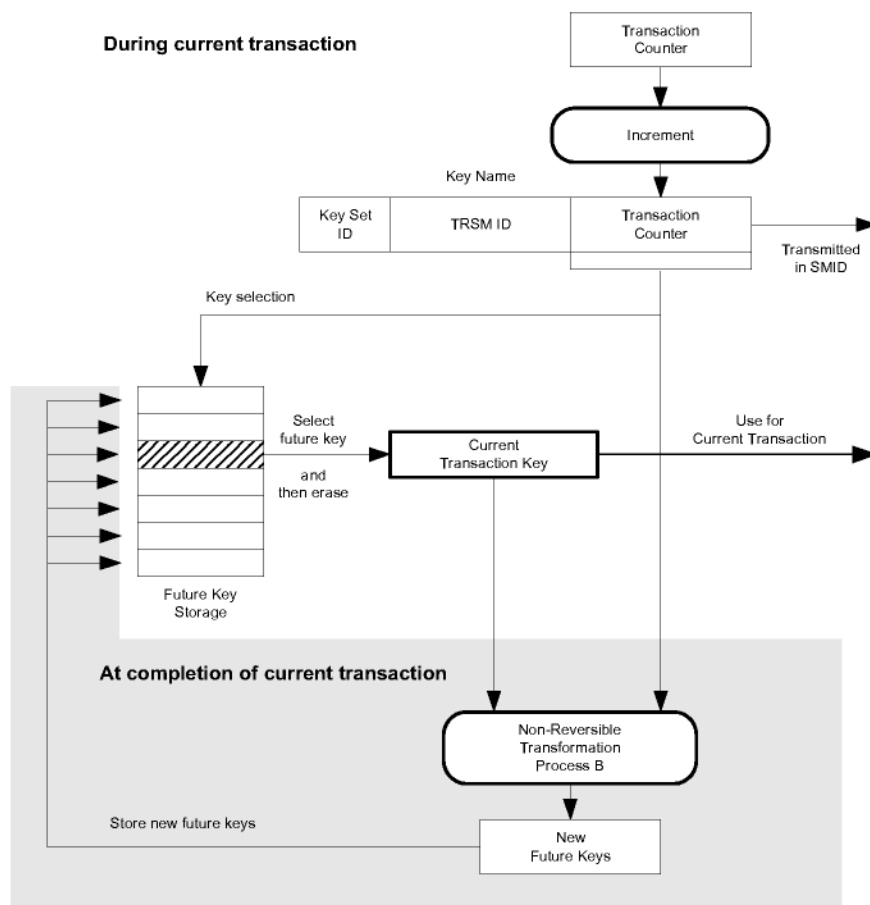 During current transaction
Transaction
Counter
Increment
Key Name
Key Set
ID
TRSM ID
Transaction
Counter
Transmitted
in SMID
Key selection
Select
future key
and
then erase
Current
Transaction Key
Use for
Current Transaction
Future Key
Storage
At completion of current transaction
Non-Reversible
Transformation
Process B
Store new future keys
New
Future Keys